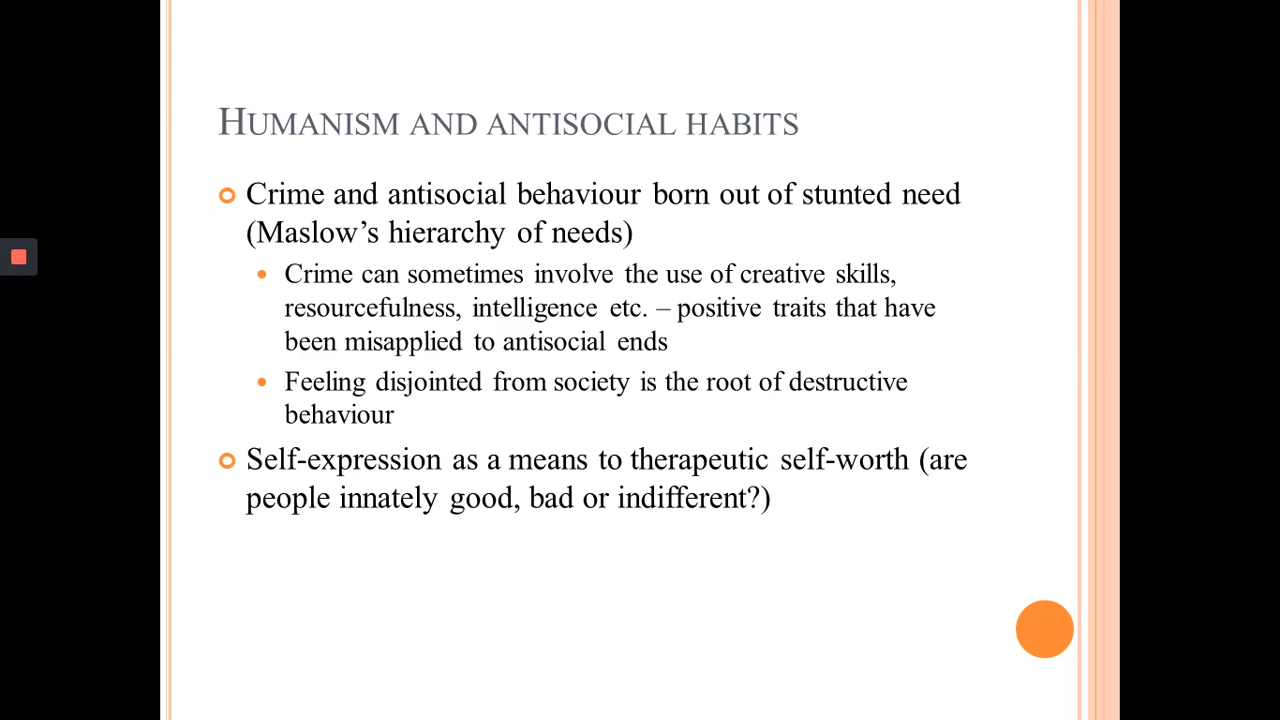 HUMANISM AND ANTISOCIAL HABITS
Crime and antisocial behaviour born out of stunted need
(Maslow’s hierarchy of needs)
Crime can sometimes involve the use of creative skills,
resourcefulness, intelligence etc. – positive traits that have
been misapplied to antisocial ends
Feeling disjointed from society is the root of destructive
behaviour
Self-expression as a means to therapeutic self-worth (are
people innately good, bad or indifferent?)